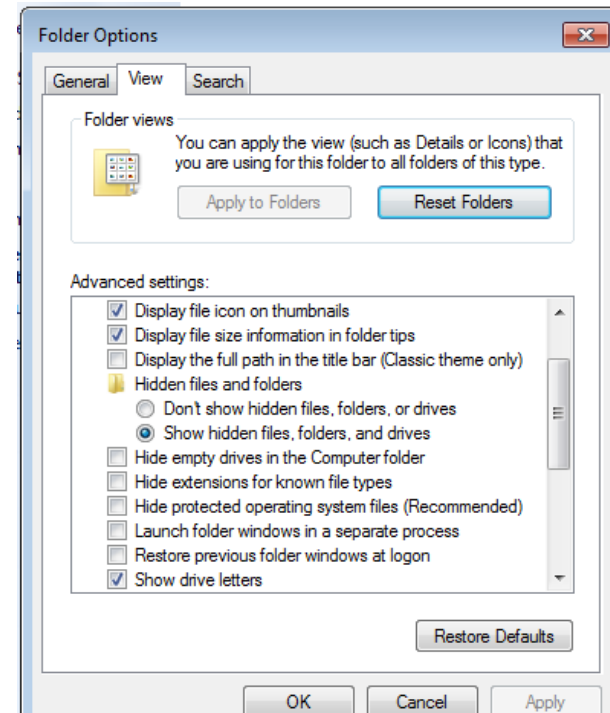 Folder Options
General View Search
Folder views
You can apply the view (such as Details or Icons) that
you are using for this folder to all folders of this type.
Apply to Folders Reset Folders
Advanced settings:
Display file icon on thumbnails
Display file size information in folder tips
Display the full path in the title bar (Classic theme only)
Hidden files and folders
Don't show hidden files, folders, or drives
Show hidden files, folders, and drives
Hide empty drives in the Computer folder
Hide extensions for known file types
Hide protected operating system files (Recommended)
Launch folder windows in a separate process
Restore previous folder windows at logon
Show drive letters
Restore Defaults
OK Cancel Apply